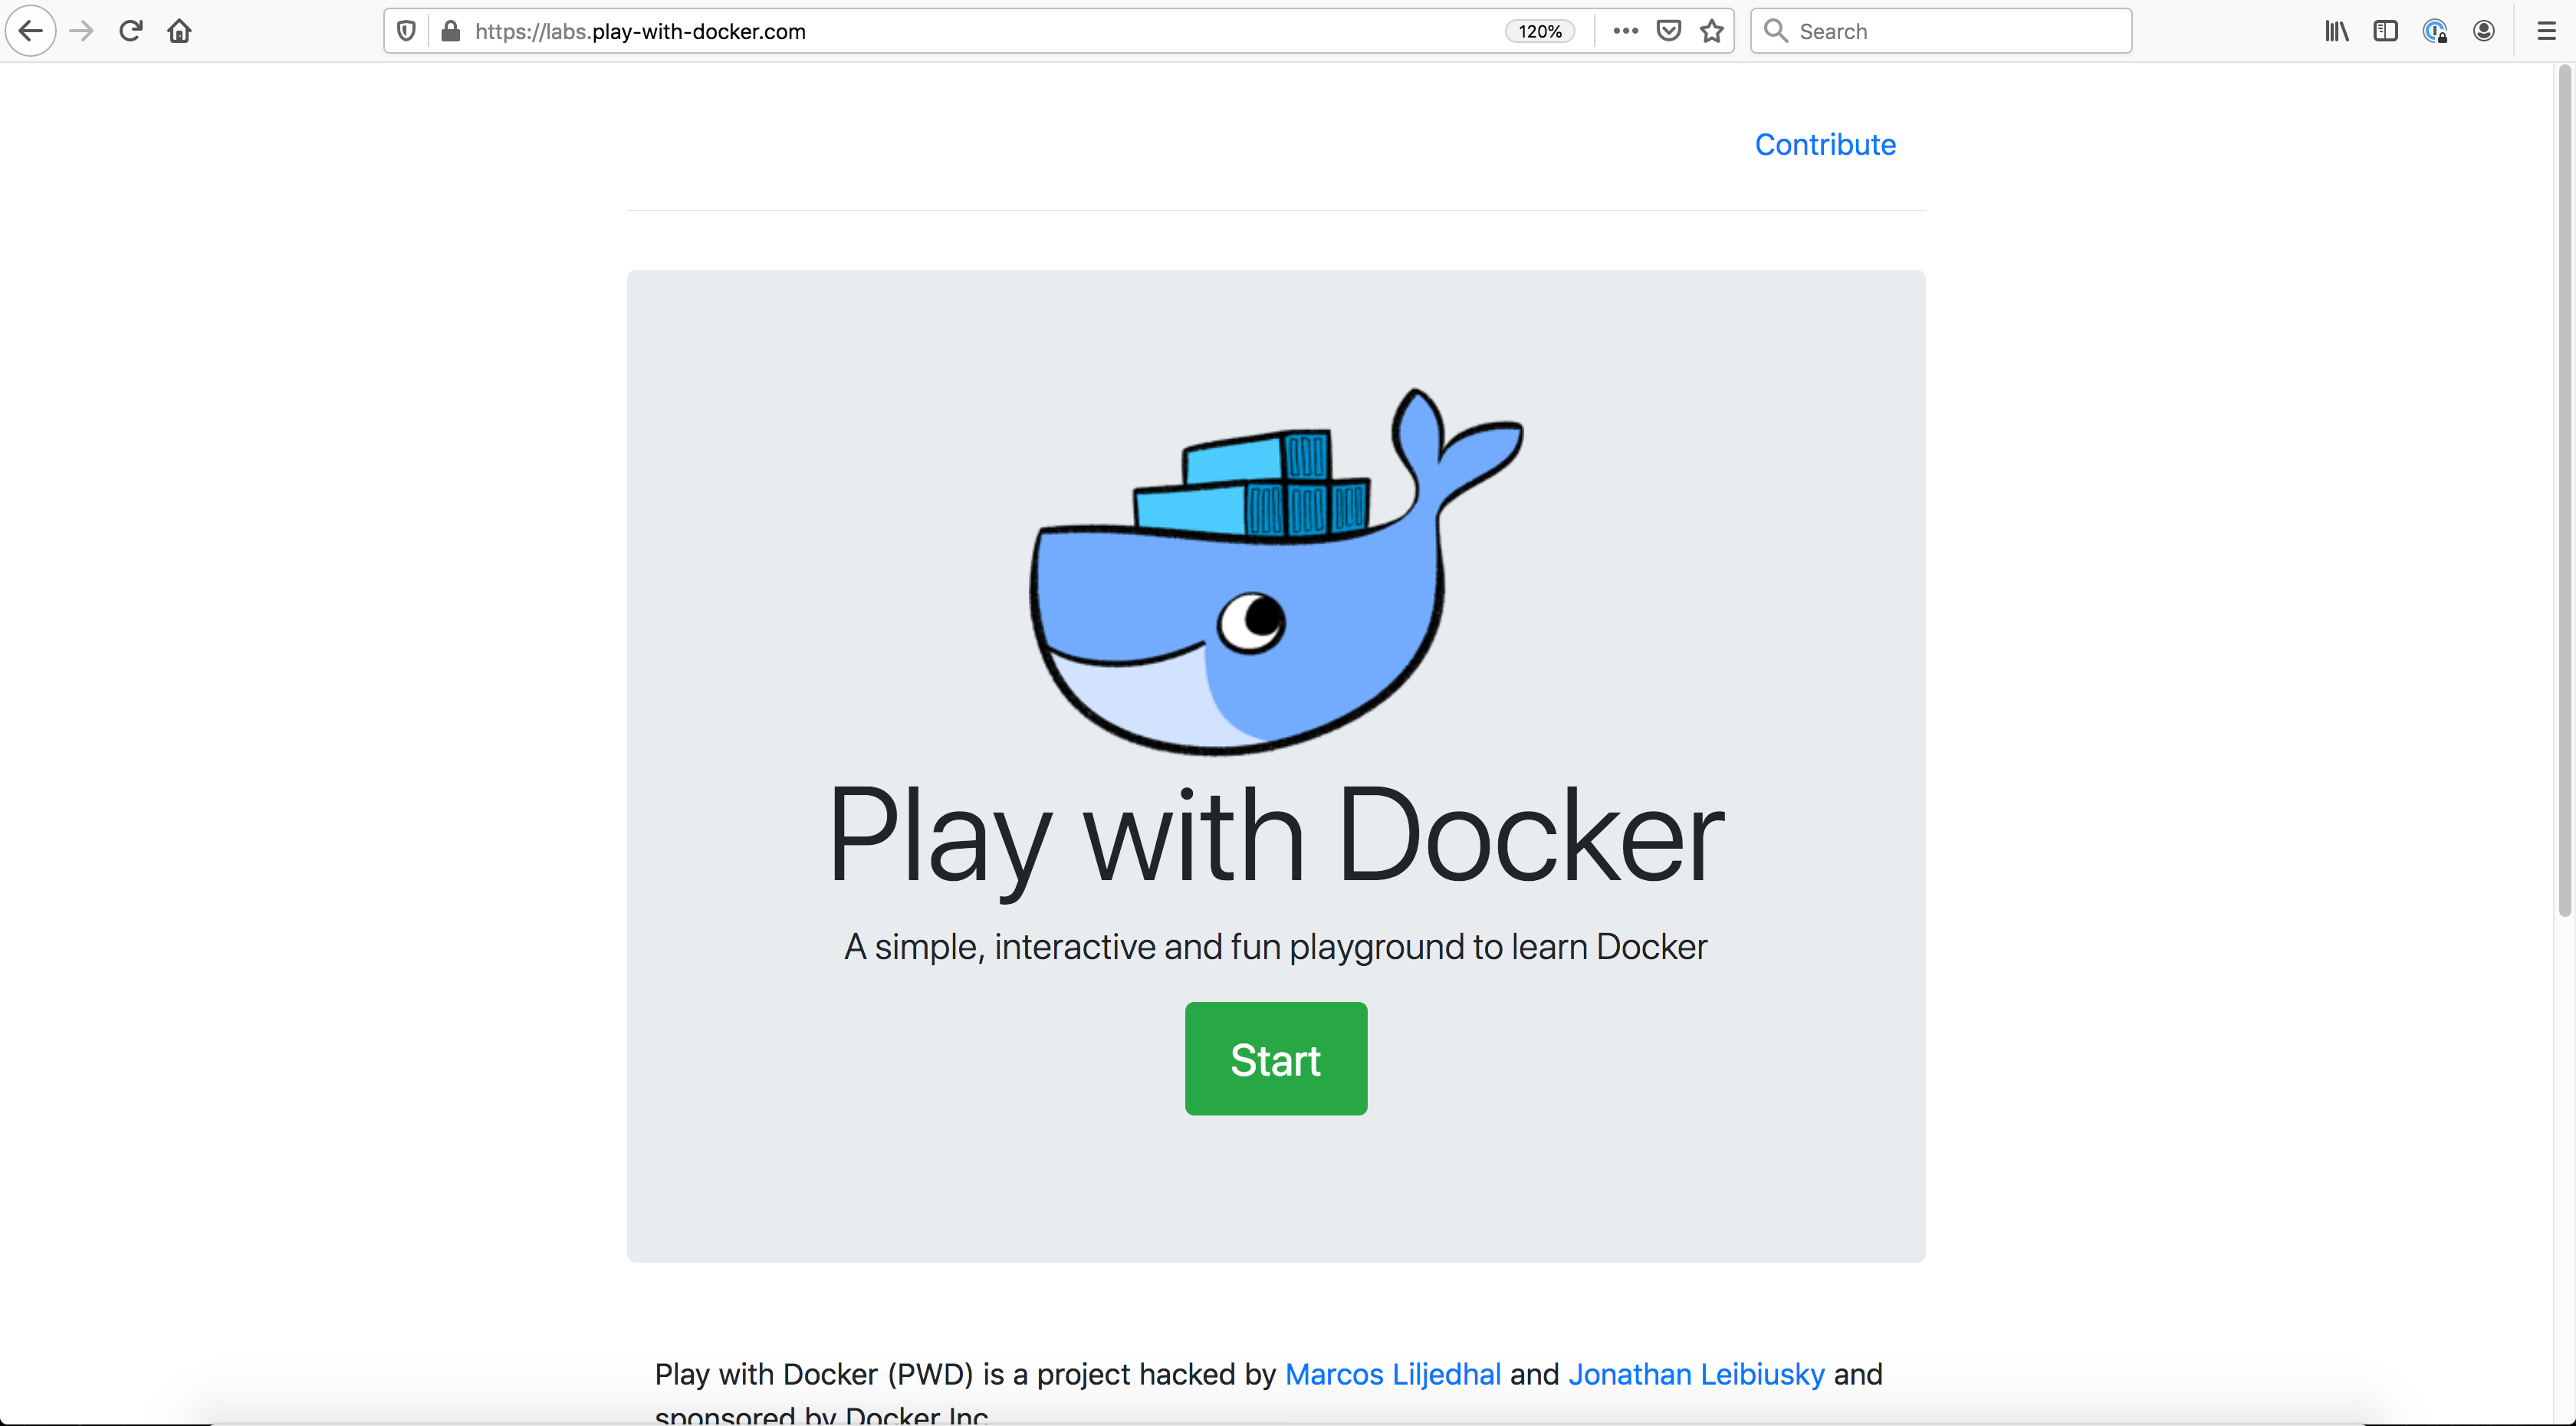 https://labs.play-with-docker.com
120%
Search
Contribute
Play with Docker
A simple, interactive and fun playground to learn Docker
Start
Play with Docker (PWD) is a project hacked by Marcos Liljedhal and Jonathan Leibiusky and
sponsored by Docker Inc